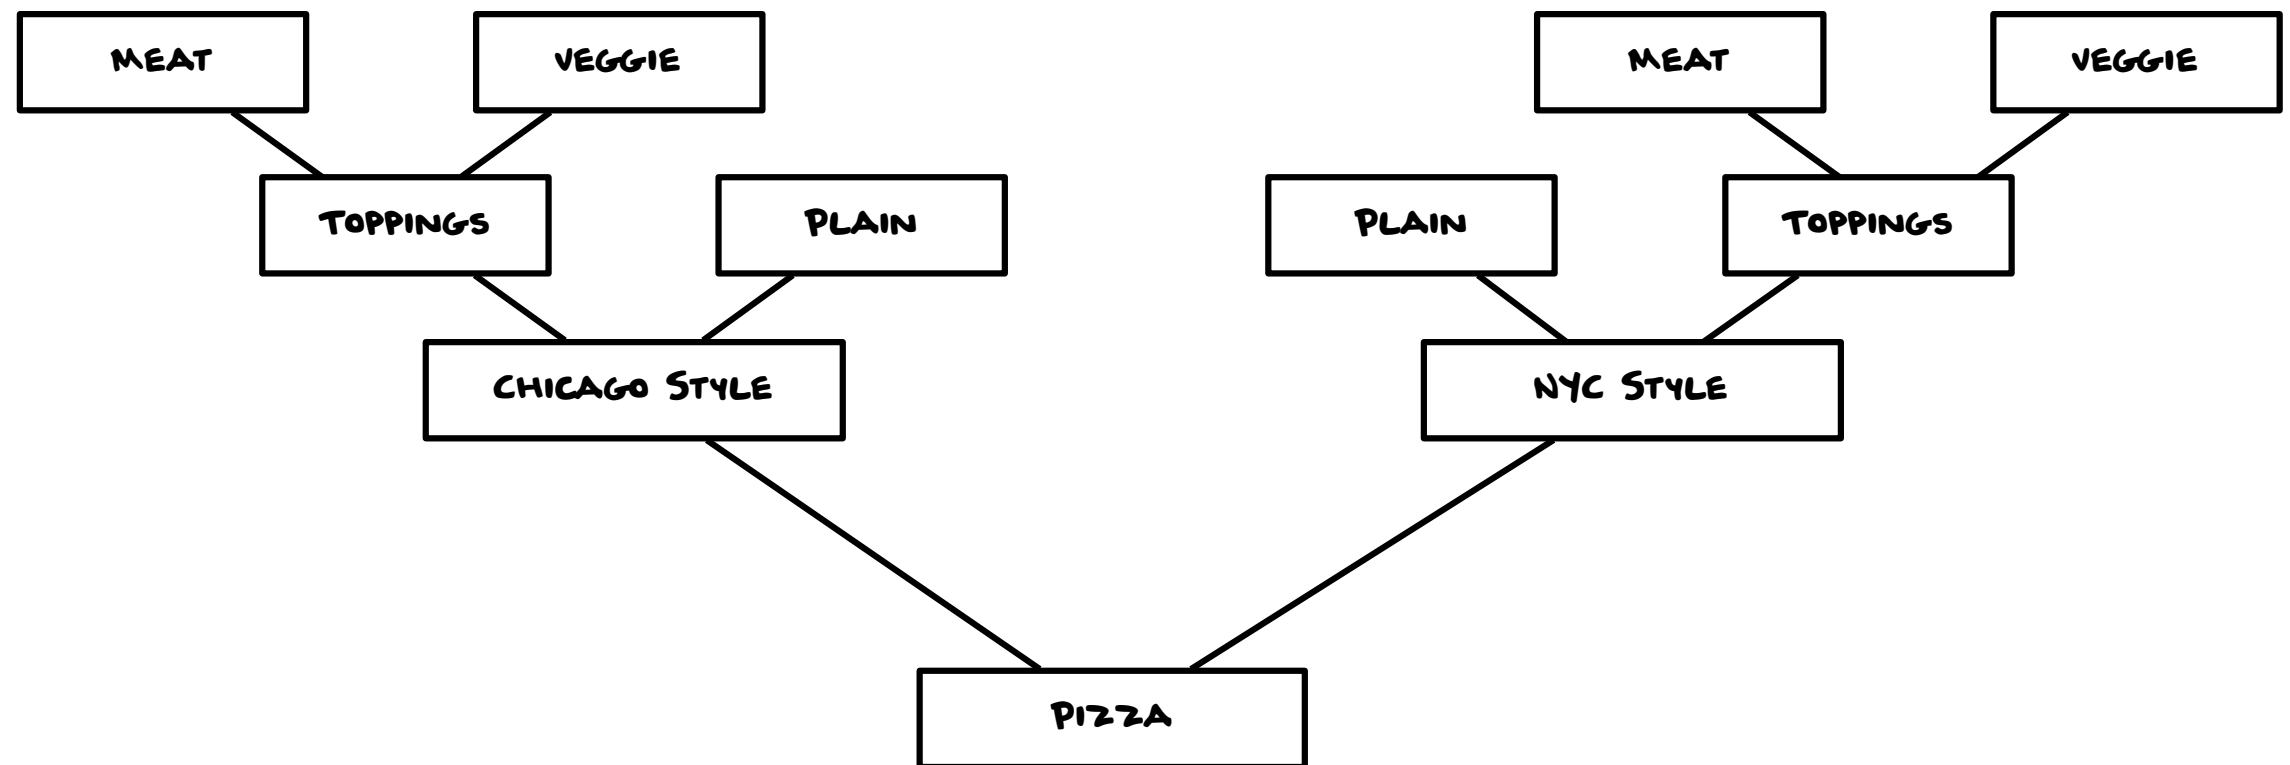 MEAT
VEGGIE
MEAT
VEGGIE
TOPPINGS
PLAIN
PLAIN
TOPPINGS
CHICAGO STYLE
NYC STYLE
PIZZA